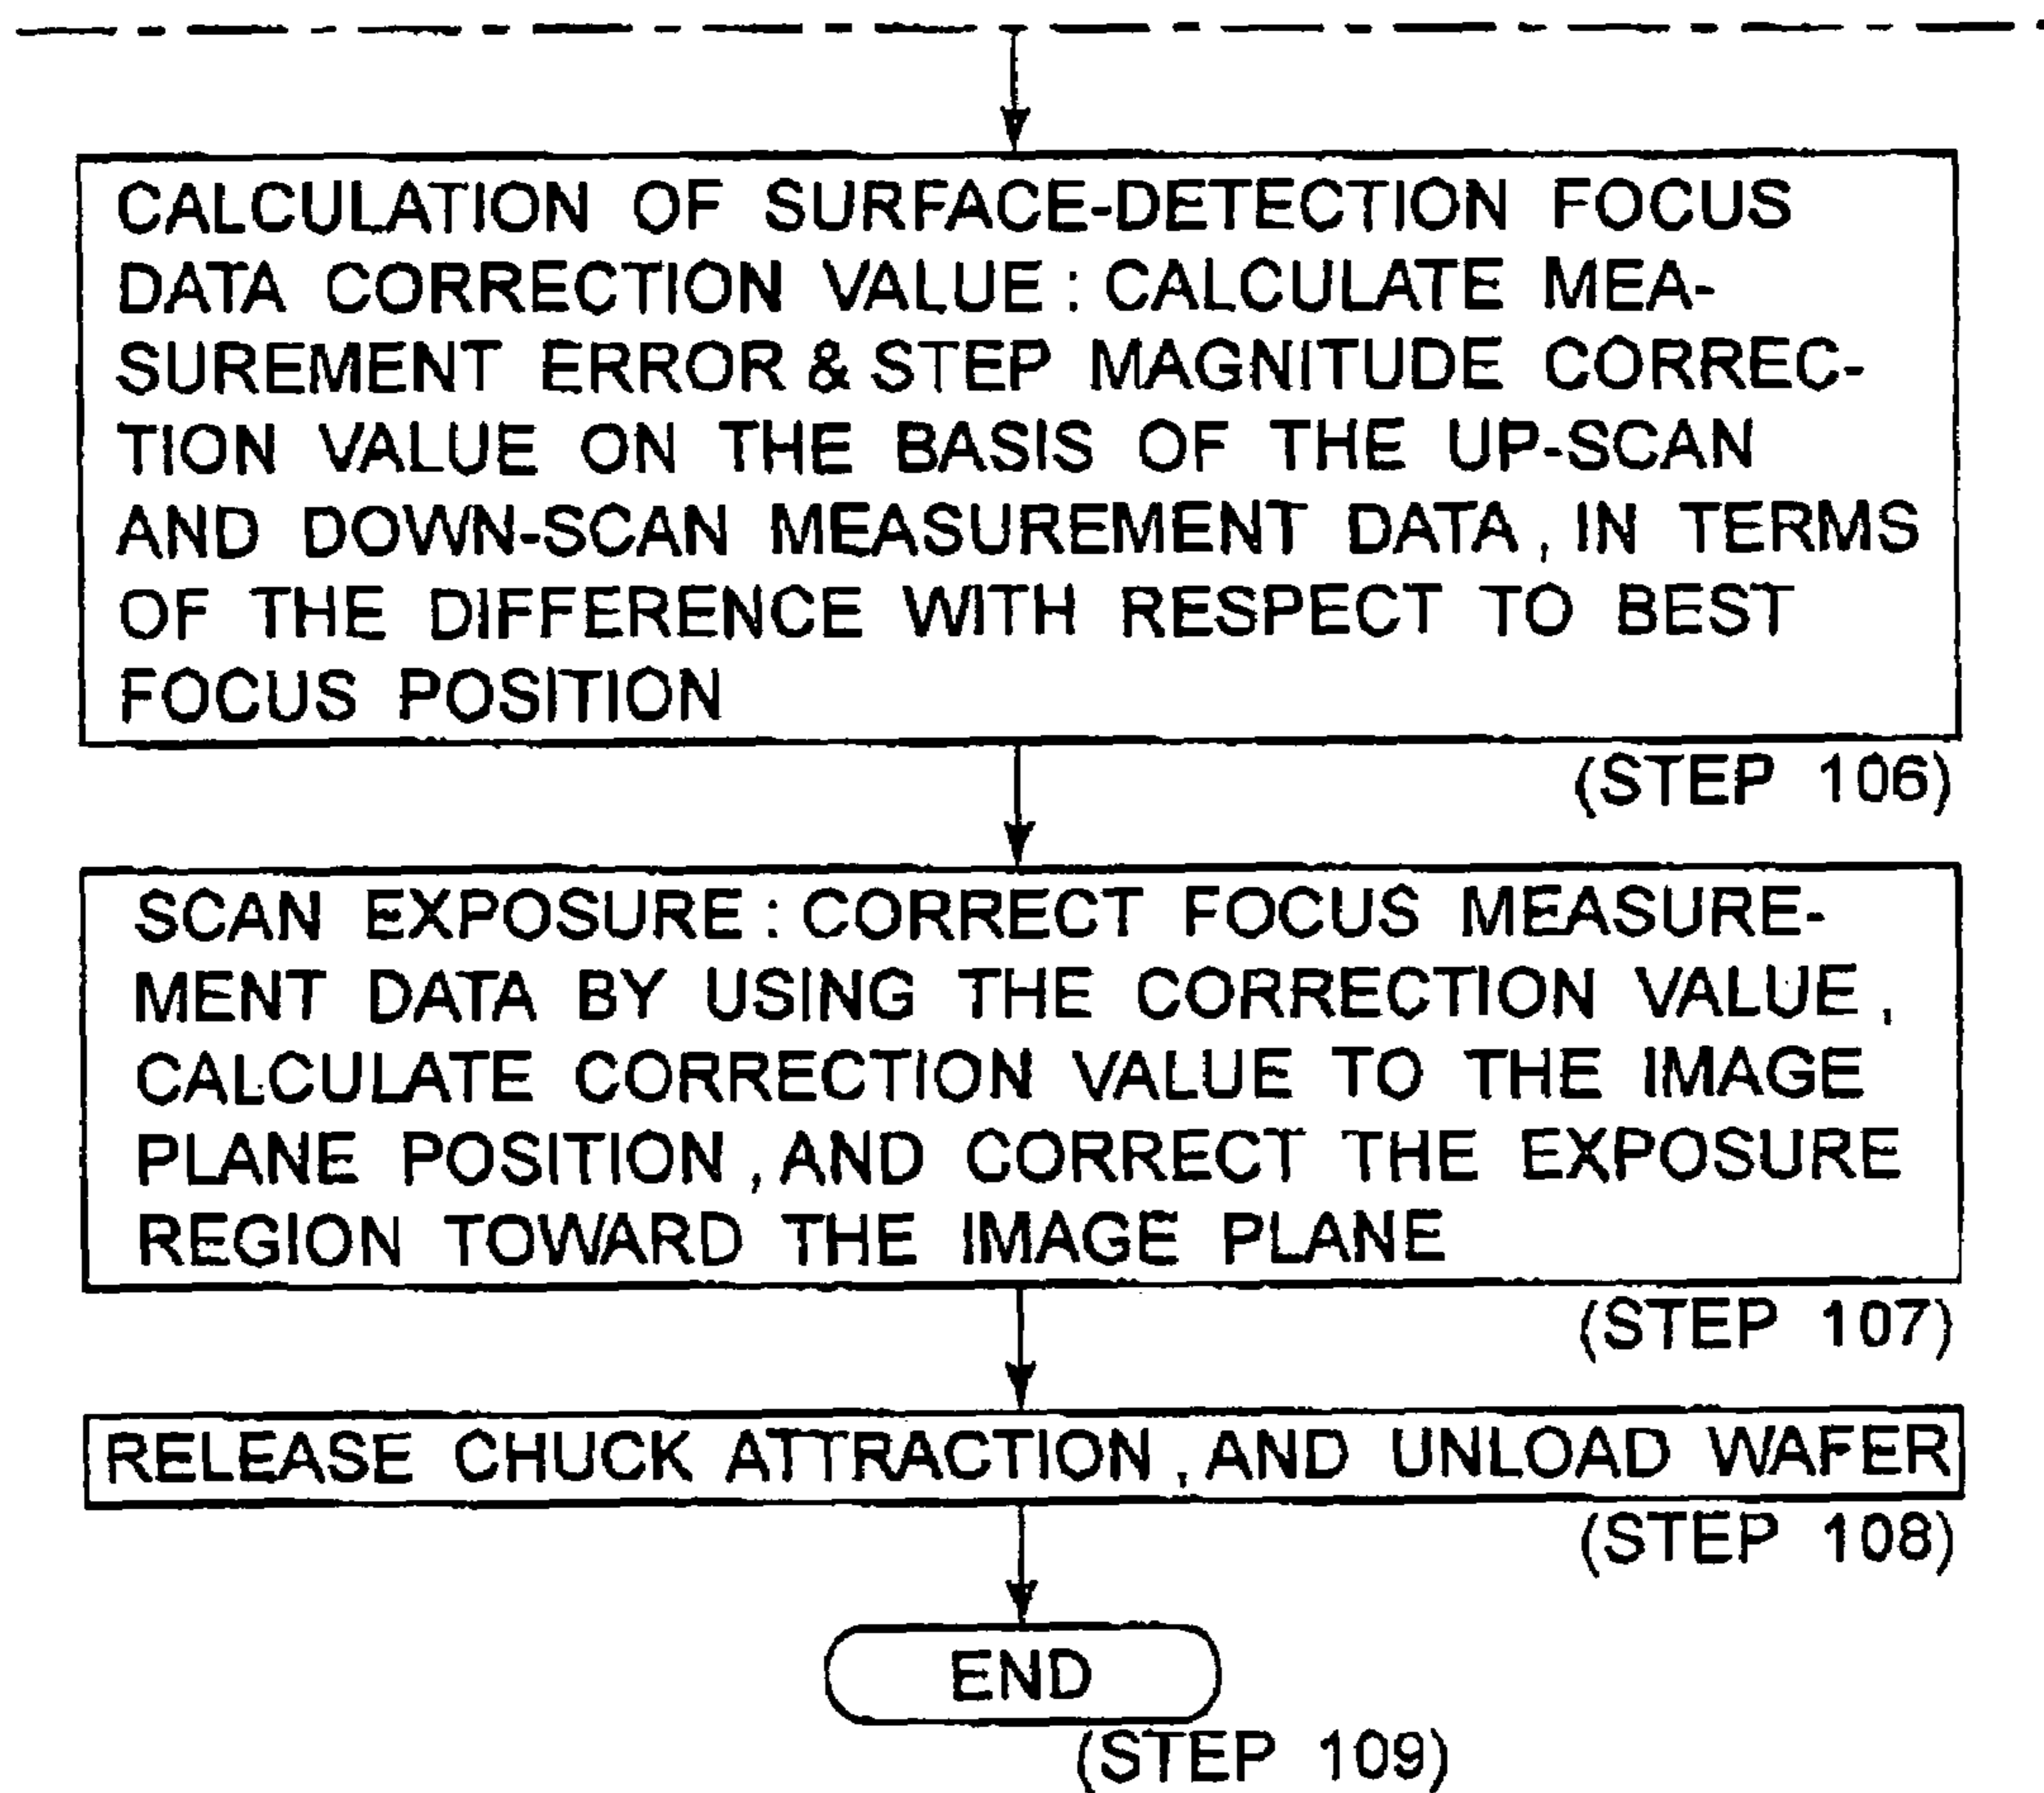 CALCULATION OF SURFACE-DETECTION FOCUS
DATA CORRECTION VALUE : CALCULATE MEA-
SUREMENT ERROR & STEP MAGNITUDE CORREC-
TION VALUE ON THE BASIS OF THE UP-SCAN
AND DOWN-SCAN MEASUREMENT DATA, IN TERMS
OF THE DIFFERENCE WITH RESPECT TO BEST
FOCUS POSITION
(STEP 106)
SCAN EXPOSURE : CORRECT FOCUS MEASURE-
MENT DATA BY USING THE CORRECTION VALUE,
CALCULATE CORRECTION VALUE TO THE IMAGE
PLANE POSITION, AND CORRECT THE EXPOSURE
REGION TOWARD THE IMAGE PLANE
(STEP 107)
RELEASE CHUCK ATTRACTION, AND UNLOAD WAFER
(STEP 108)
END
(STEP 109)